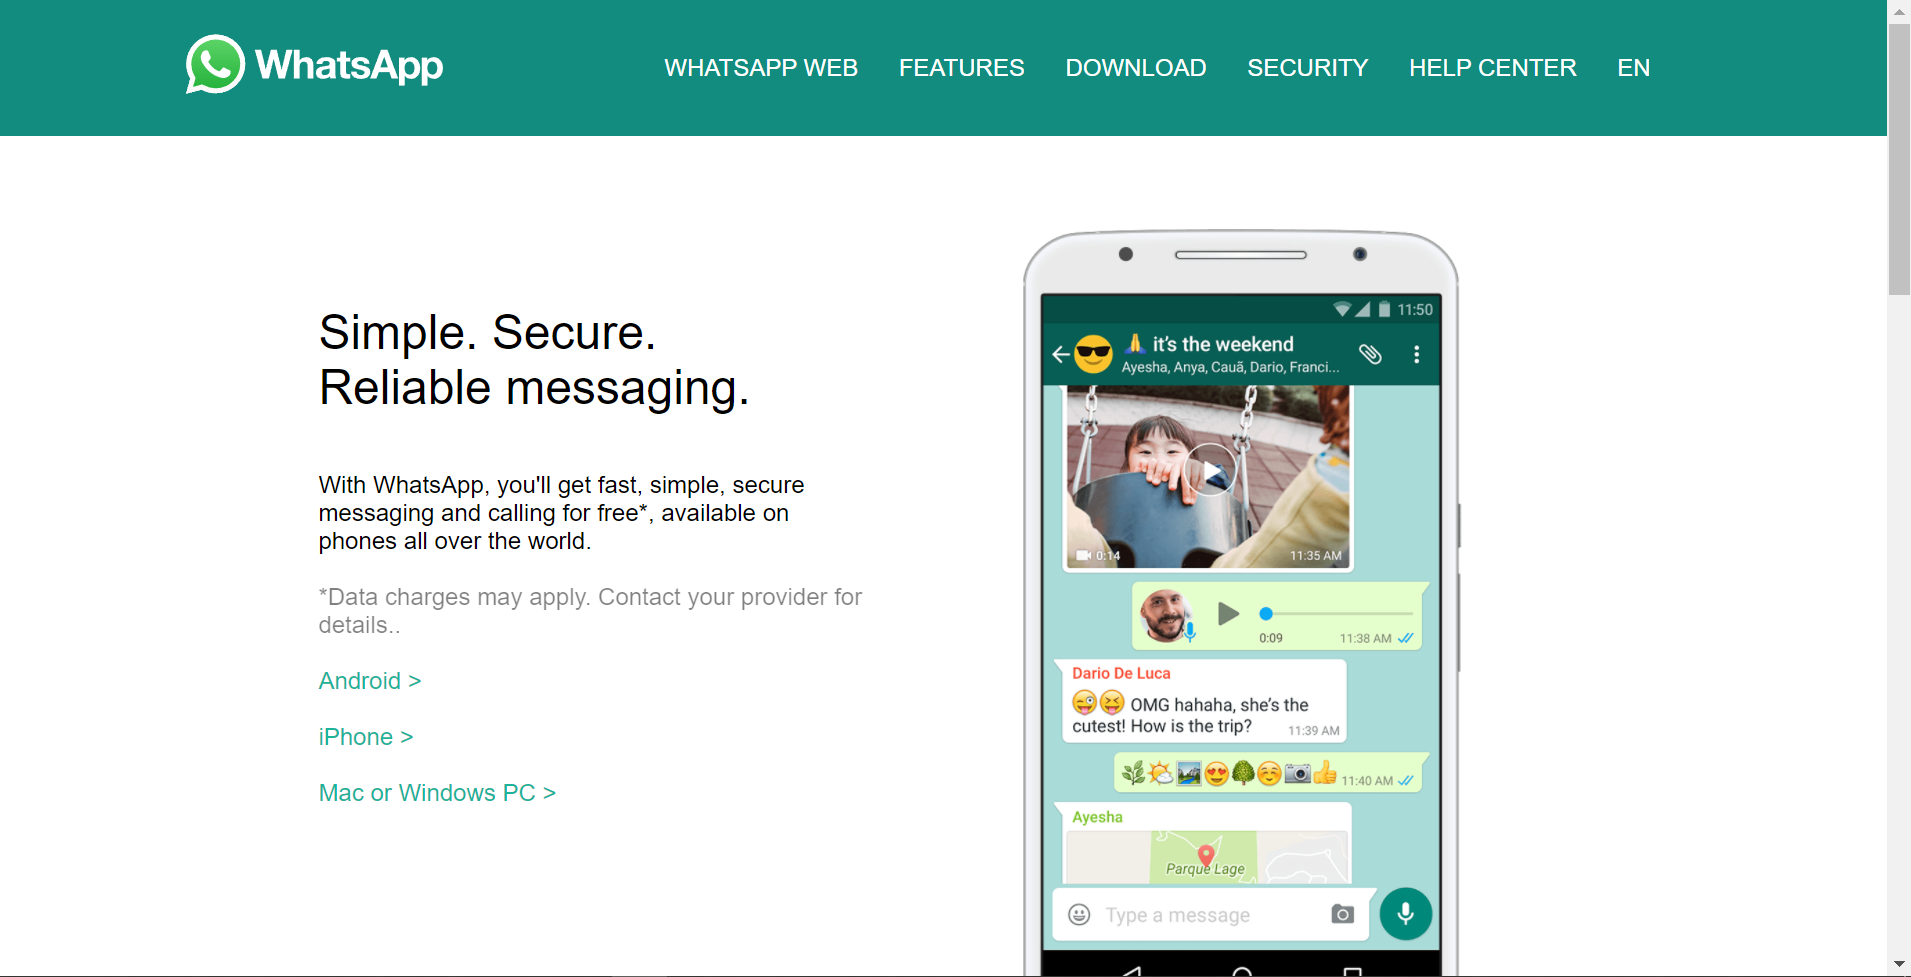 WhatsApp
WHATSAPP WEB FEATURES DOWNLOAD SECURITY HELP CENTER EN
Simple. Secure.
Reliable messaging.
With WhatsApp, you'll get fast, simple, secure
messaging and calling for free*, available on
phones all over the world.
*Data charges may apply. Contact your provider for
details..
Android >
iPhone >
Mac or Windows PC >
11:50
🙏 it's the weekend
Ayesha, Anya, Cauã, Dario, Franci...
0:14 11:35 AM
0:09 11:38 AM
Dario De Luca
😜😝 OMG hahaha, she's the
cutest! How is the trip?
11:39 AM
🌿🌤🏞😍🌳☺️📷👍 11:40 AM
Ayesha
Parque Lage
Type a message